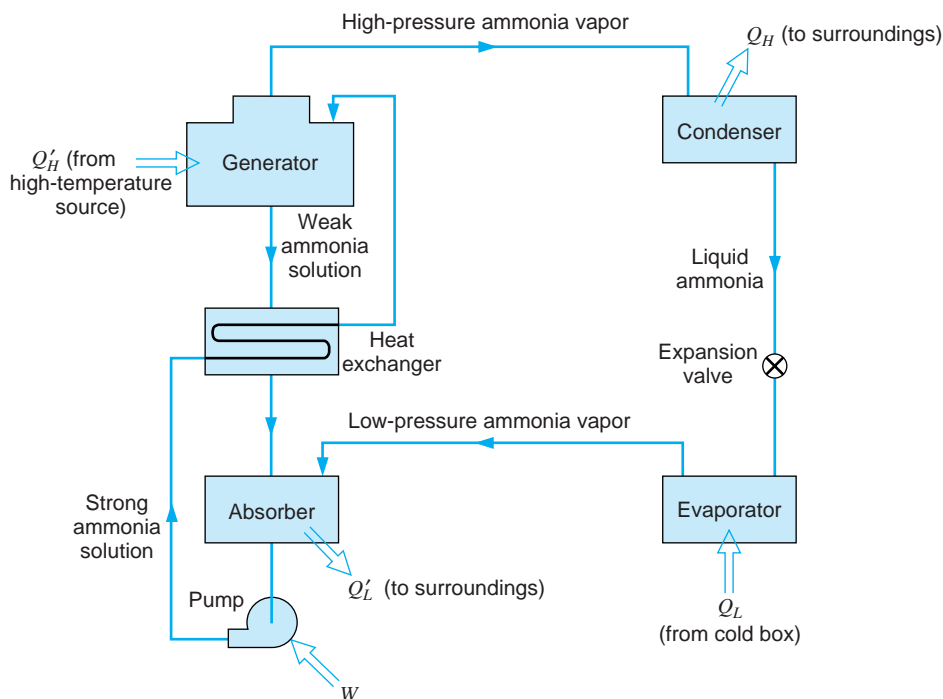 High-pressure ammonia vapor
Q_H (to surroundings)
Condenser
Generator
Q′_H (from
high-temperature
source)
Weak
ammonia
solution
Liquid
ammonia
Heat
exchanger
Expansion
valve
Low-pressure ammonia vapor
Strong
ammonia
solution
Absorber
Evaporator
Q′_L (to surroundings)
Pump
Q_L
(from cold box)
W